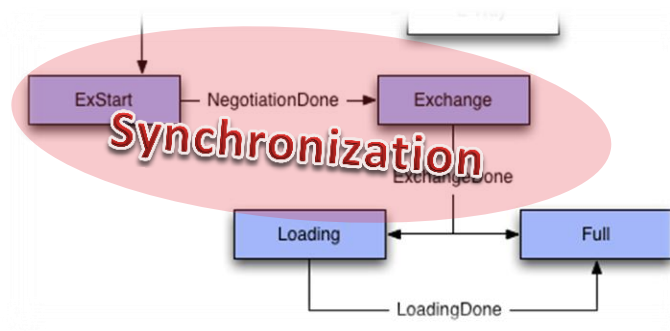 ExStart
NegotiationDone
Exchange
Synchronization
ExchangeDone
Loading
Full
LoadingDone